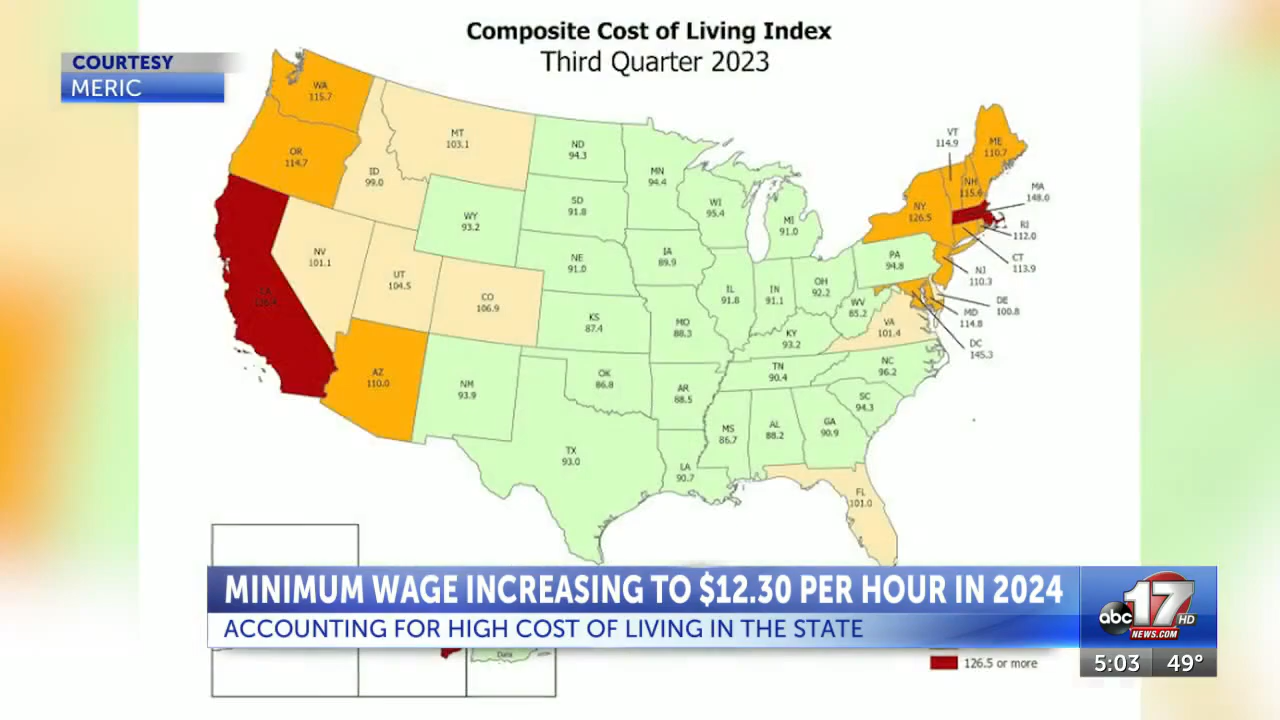 Composite Cost of Living Index
Third Quarter 2023
COURTESY
MERIC
WA
115.7
OR
114.7
MT
103.1
ID
99.0
WY
93.2
NV
101.1
UT
104.5
CO
106.9
AZ
110.0
NM
93.9
ND
94.3
SD
91.8
NE
91.0
KS
87.4
OK
86.8
TX
93.0
MN
94.4
IA
89.9
MO
88.3
AR
88.5
LA
90.7
WI
95.4
IL
91.8
MI
91.0
IN
91.1
OH
92.2
KY
93.2
TN
90.4
MS
86.7
AL
88.2
GA
90.9
FL
101.0
SC
94.3
NC
96.2
VA
101.4
WV
85.2
PA
94.8
NY
126.5
VT
114.9
NH
115.6
ME
110.7
MA
148.0
RI
112.0
CT
113.9
NJ
110.3
DE
100.8
MD
114.8
DC
145.3
MINIMUM WAGE INCREASING TO $12.30 PER HOUR IN 2024
ACCOUNTING FOR HIGH COST OF LIVING IN THE STATE
abc 17 HD
NEWS.COM
5:03 49°
Data
126.5 or more